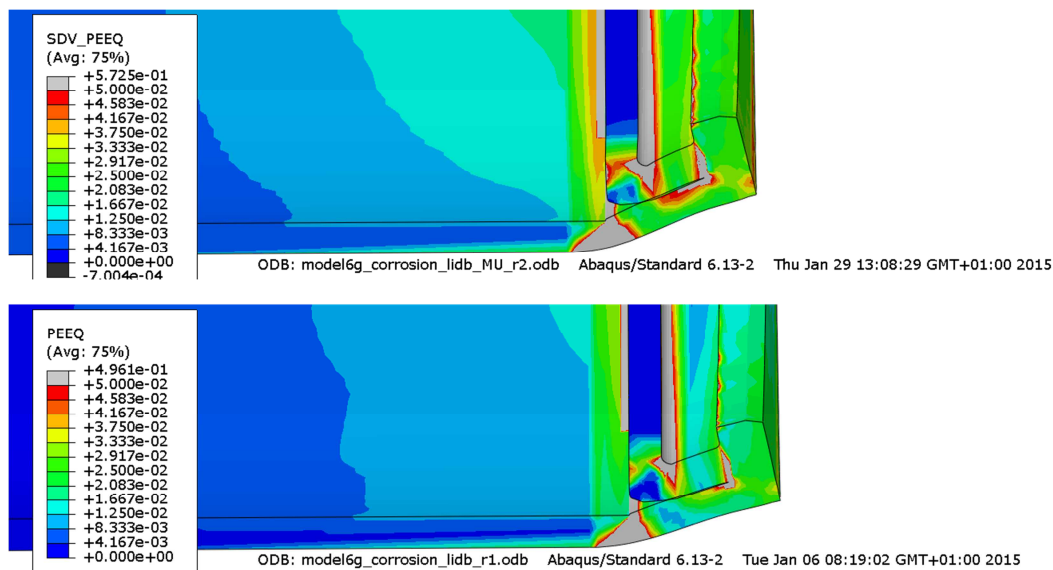 SDV_PEEQ
(Avg: 75%)
+5.725e-01
+5.000e-02
+4.583e-02
+4.167e-02
+3.750e-02
+3.333e-02
+2.917e-02
+2.500e-02
+2.083e-02
+1.667e-02
+1.250e-02
+8.333e-03
+4.167e-03
+0.000e+00
-7.004e-04
ODB: model6g_corrosion_lidb_MU_r2.odb Abaqus/Standard 6.13-2 Thu Jan 29 13:08:29 GMT+01:00 2015
PEEQ
(Avg: 75%)
+4.961e-01
+5.000e-02
+4.583e-02
+4.167e-02
+3.750e-02
+3.333e-02
+2.917e-02
+2.500e-02
+2.083e-02
+1.667e-02
+1.250e-02
+8.333e-03
+4.167e-03
+0.000e+00
ODB: model6g_corrosion_lidb_r1.odb Abaqus/Standard 6.13-2 Tue Jan 06 08:19:02 GMT+01:00 2015